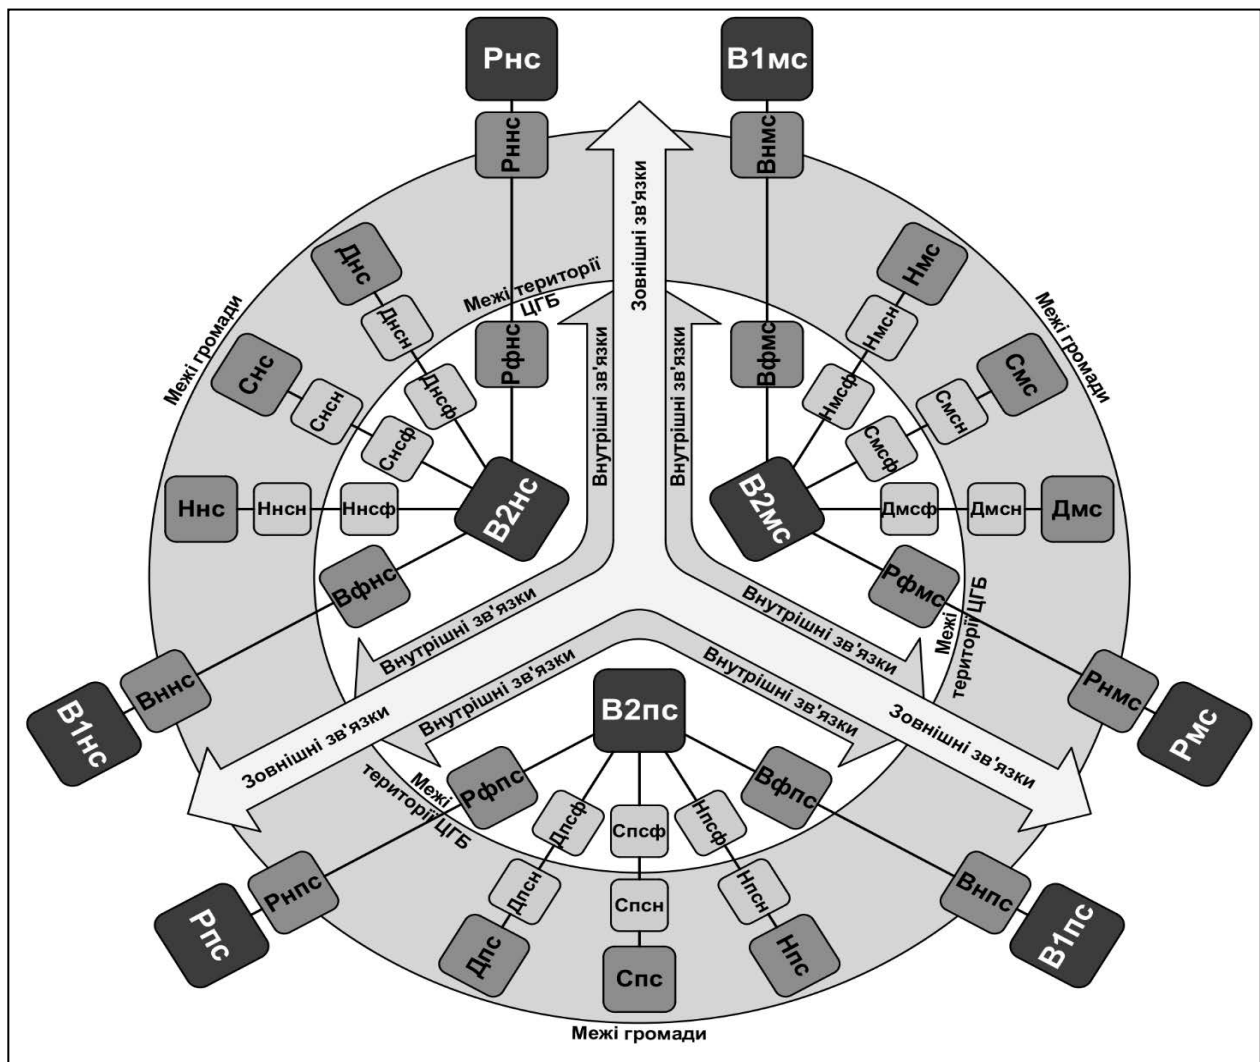 Рнс
В1мс
Рннс
Внмс
Зовнішні зв'язки
Днс
Нмс
Межі території
ЦГБ
Межі громади
Межі громади
Днсн
Нмсн
Рфнс
Вфмс
Внутрішні зв'язки
Внутрішні зв'язки
Снс
Смс
Днсф
Нмсф
Снсн
Смсн
Снсф
Смсф
Ннс
Ннсн
Ннсф
В2нс
В2мс
Дмсф
Дмсн
Дмс
Вфнс
Рфмс
Межі
території ЦГБ
Внутрішні зв'язки
Внутрішні зв'язки
Вннс
Рнмс
В1нс
Рмс
Внутрішні зв'язки
Внутрішні зв'язки
В2пс
Зовнішні зв'язки
Зовнішні зв'язки
Межі
території ЦГБ
Рфпс
Вфпс
Дпсф
Спсф
Нпсф
Рнпс
Внпс
Дпсн
Спсн
Нпсн
Рпс
В1пс
Дпс
Спс
Нпс
Межі громади